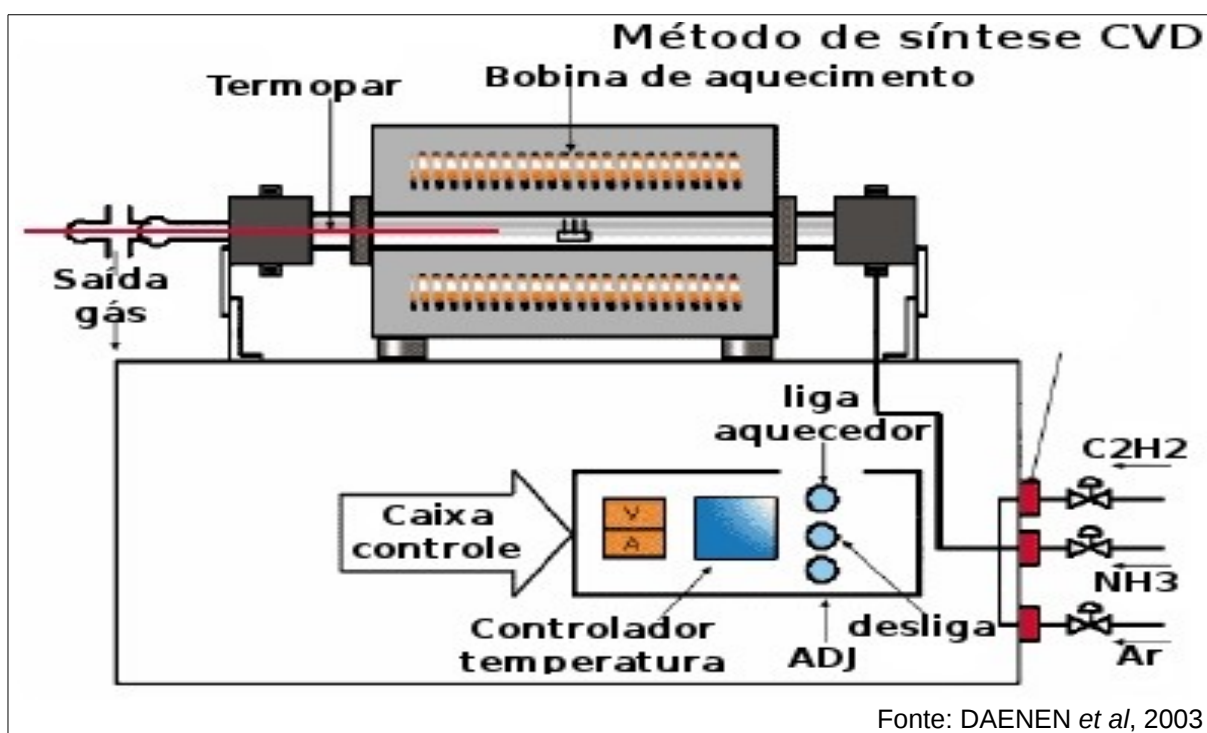 Método de síntese CVD
Bobina de aquecimento
Termopar
Saída
gás
liga
aquecedor
C2H2
Caixa
controle
V
A
NH3
Controlador
temperatura
desliga
ADJ
Ar
Fonte: DAENEN et al, 2003